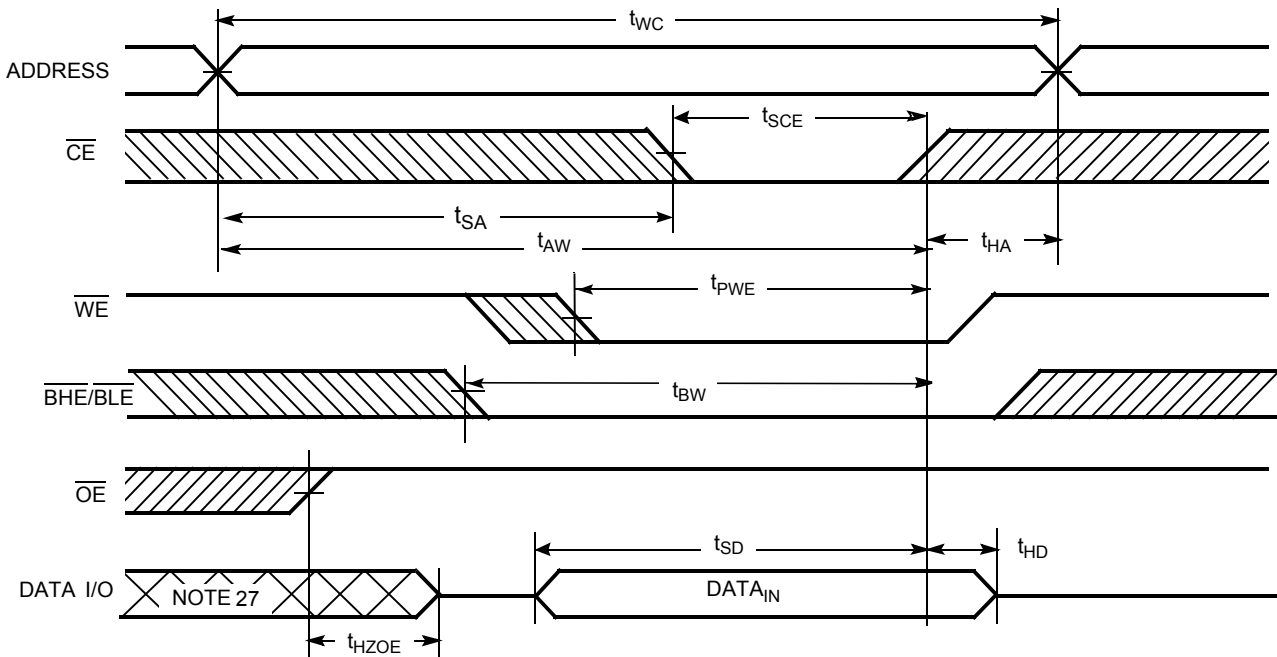 tWC
ADDRESS
tSCE
CE
tSA
tAW
tHA
tPWE
WE
BHE/BLE
tBW
OE
tSD
tHD
DATA I/O
NOTE 27
DATAIN
tHZOE